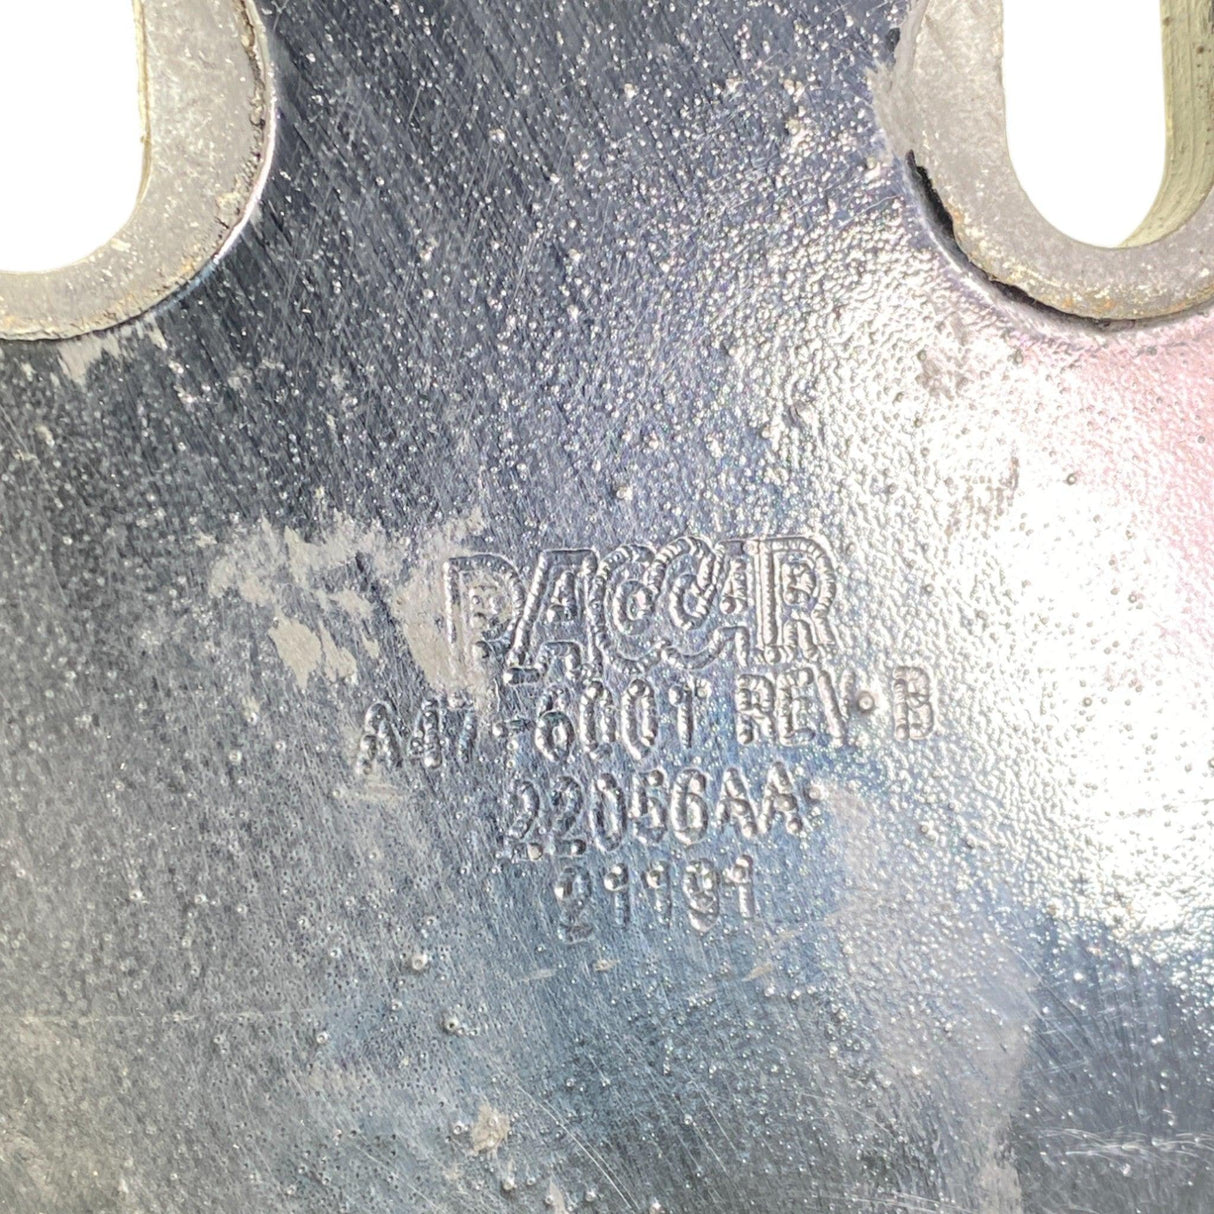 PACCAR
A47-6001 REV. B
22056AA
21191